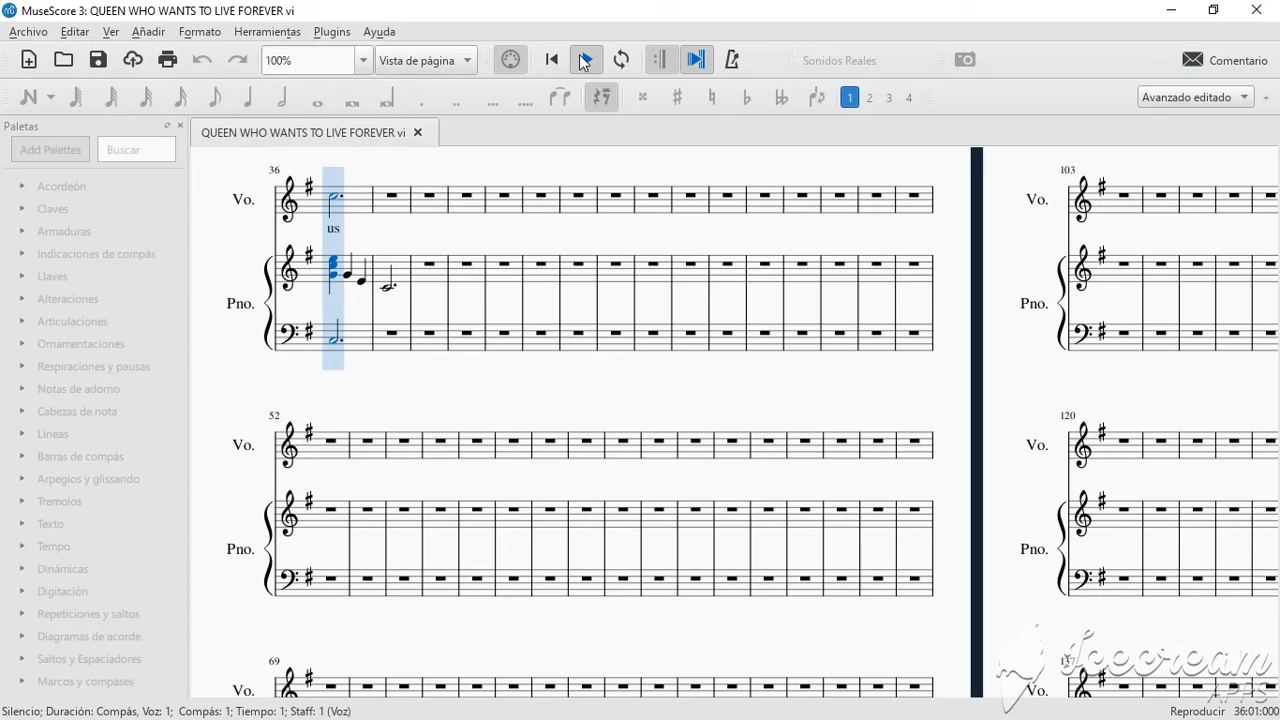 MuseScore 3: QUEEN WHO WANTS TO LIVE FOREVER vi
Archivo Editar Ver Añadir Formato Herramientas Plugins Ayuda
100% Vista de página Sonidos Reales Comentario
1 2 3 4 Avanzado editado
Paletas
QUEEN WHO WANTS TO LIVE FOREVER vi
Add Palettes Buscar
Acordeón
Claves
Armaduras
Indicaciones de compás
Llaves
Alteraciones
Articulaciones
Ornamentaciones
Respiraciones y pausas
Notas de adorno
Cabezas de nota
Líneas
Barras de compás
Arpegios y glissando
Tremolos
Texto
Tempo
Dinámicas
Digitación
Repeticiones y saltos
Diagramas de acorde
Saltos y Espaciadores
Marcos y compases
36
Vo.
us
Pno.
52
Vo.
Pno.
69
Vo.
103
Vo.
Pno.
120
Vo.
Pno.
137
Vo.
Icecream
APPS
Silencio; Duración: Compás, Voz: 1; Compás: 1; Tiempo: 1; Staff: 1 (Voz) Reproducir 36:01:000